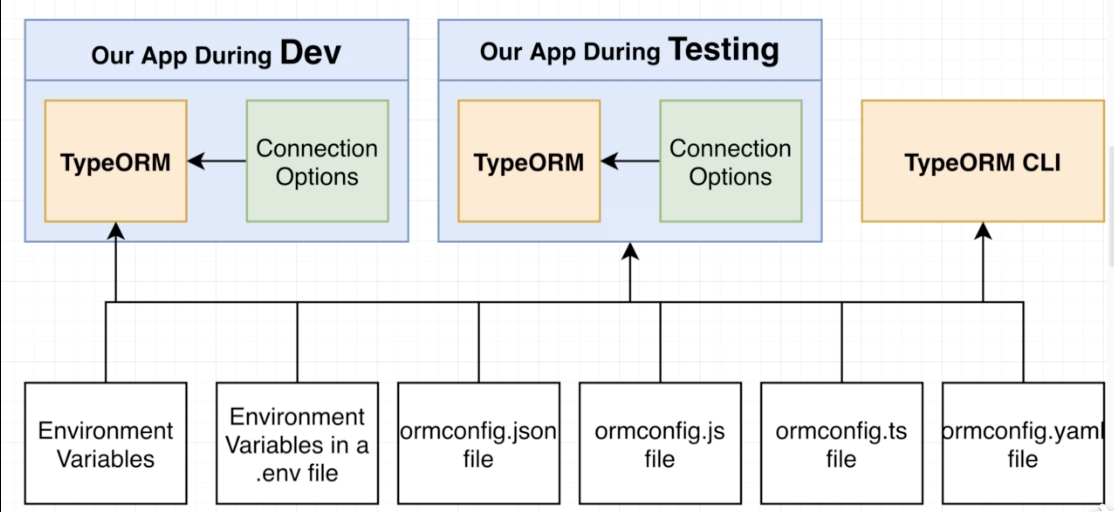 Our App During Dev
Our App During Testing
TypeORM
Connection
Options
TypeORM
Connection
Options
TypeORM CLI
Environment
Variables
Environment
Variables in a
.env file
ormconfig.json
file
ormconfig.js
file
ormconfig.ts
file
ormconfig.yaml
file